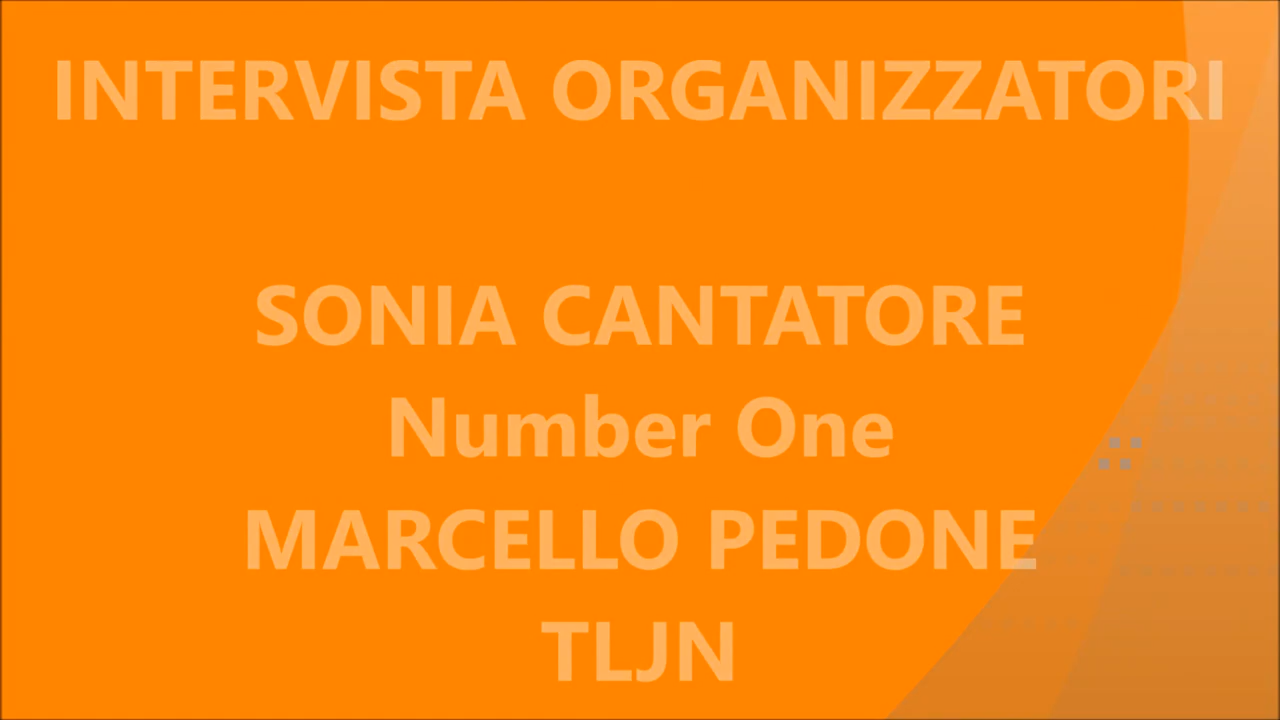 INTERVISTA ORGANIZZATORI
SONIA CANTATORE
Number One
MARCELLO PEDONE
TLJN